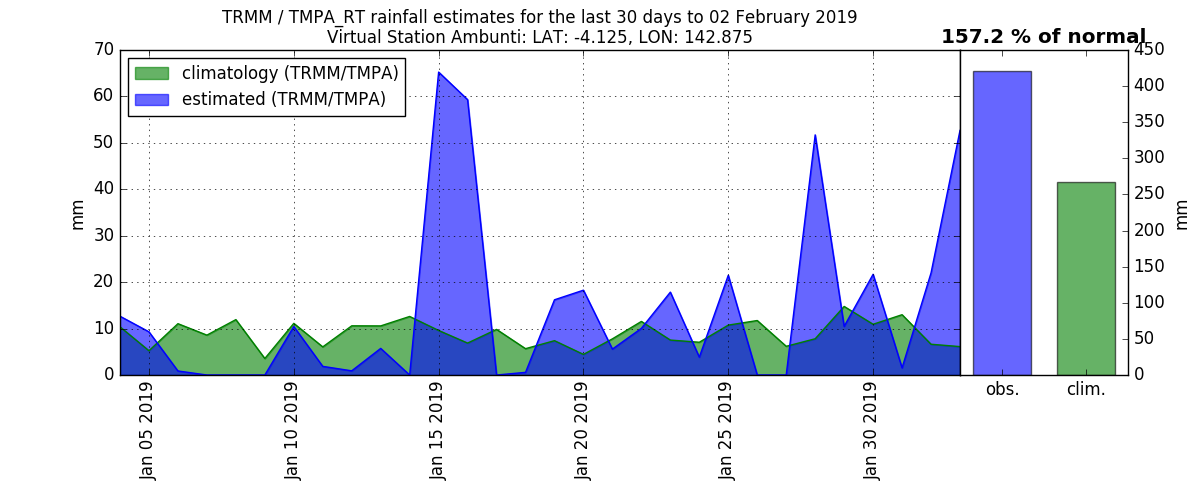 TRMM / TMPA_RT rainfall estimates for the last 30 days to 02 February 2019
Virtual Station Ambunti: LAT: -4.125, LON: 142.875
157.2 % of normal
climatology (TRMM/TMPA)
estimated (TRMM/TMPA)
70
60
50
40
30
20
10
0
mm
Jan 05 2019
Jan 10 2019
Jan 15 2019
Jan 20 2019
Jan 25 2019
Jan 30 2019
obs.
clim.
450
400
350
300
250
200
150
100
50
0
mm